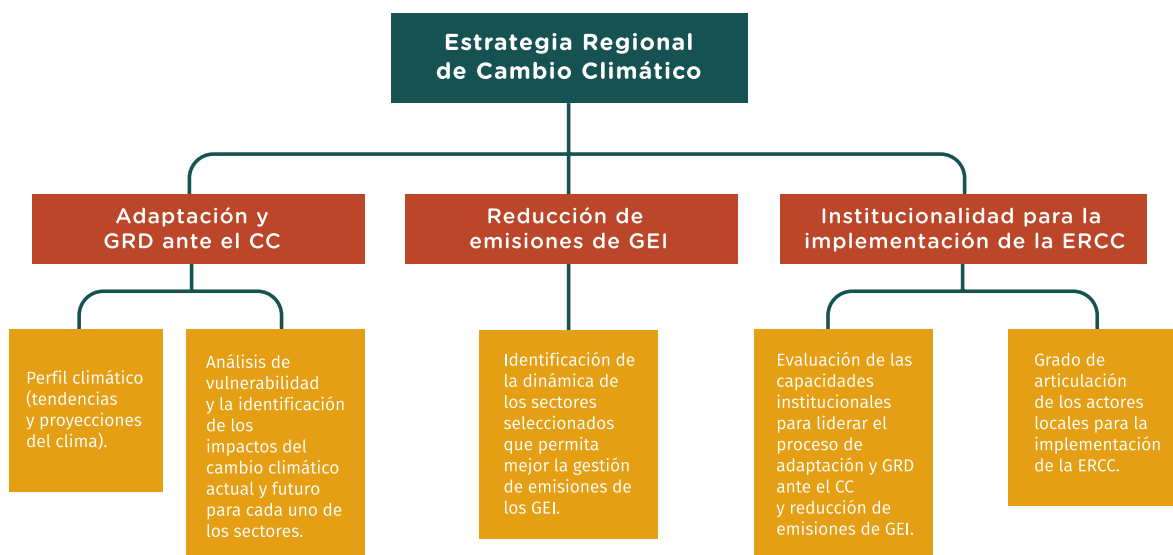 Estrategia Regional
de Cambio Climático
Adaptación y
GRD ante el CC
Reducción de
emisiones de GEI
Institucionalidad para la
implementación de la ERCC
Perfil climático
(tendencias
y proyecciones
del clima).
Análisis de
vulnerabilidad
y la identificación
de los
impactos del
cambio climático
actual y futuro
para cada uno de
los sectores.
Identificación de
la dinámica de
los sectores
seleccionados
que permita
mejor la gestión
de emisiones de
los GEI.
Evaluación de las
capacidades
institucionales
para liderar el
proceso de
adaptación y GRD
ante el CC
y reducción de
emisiones de GEI.
Grado de
articulación
de los actores
locales para la
implementación
de la ERCC.